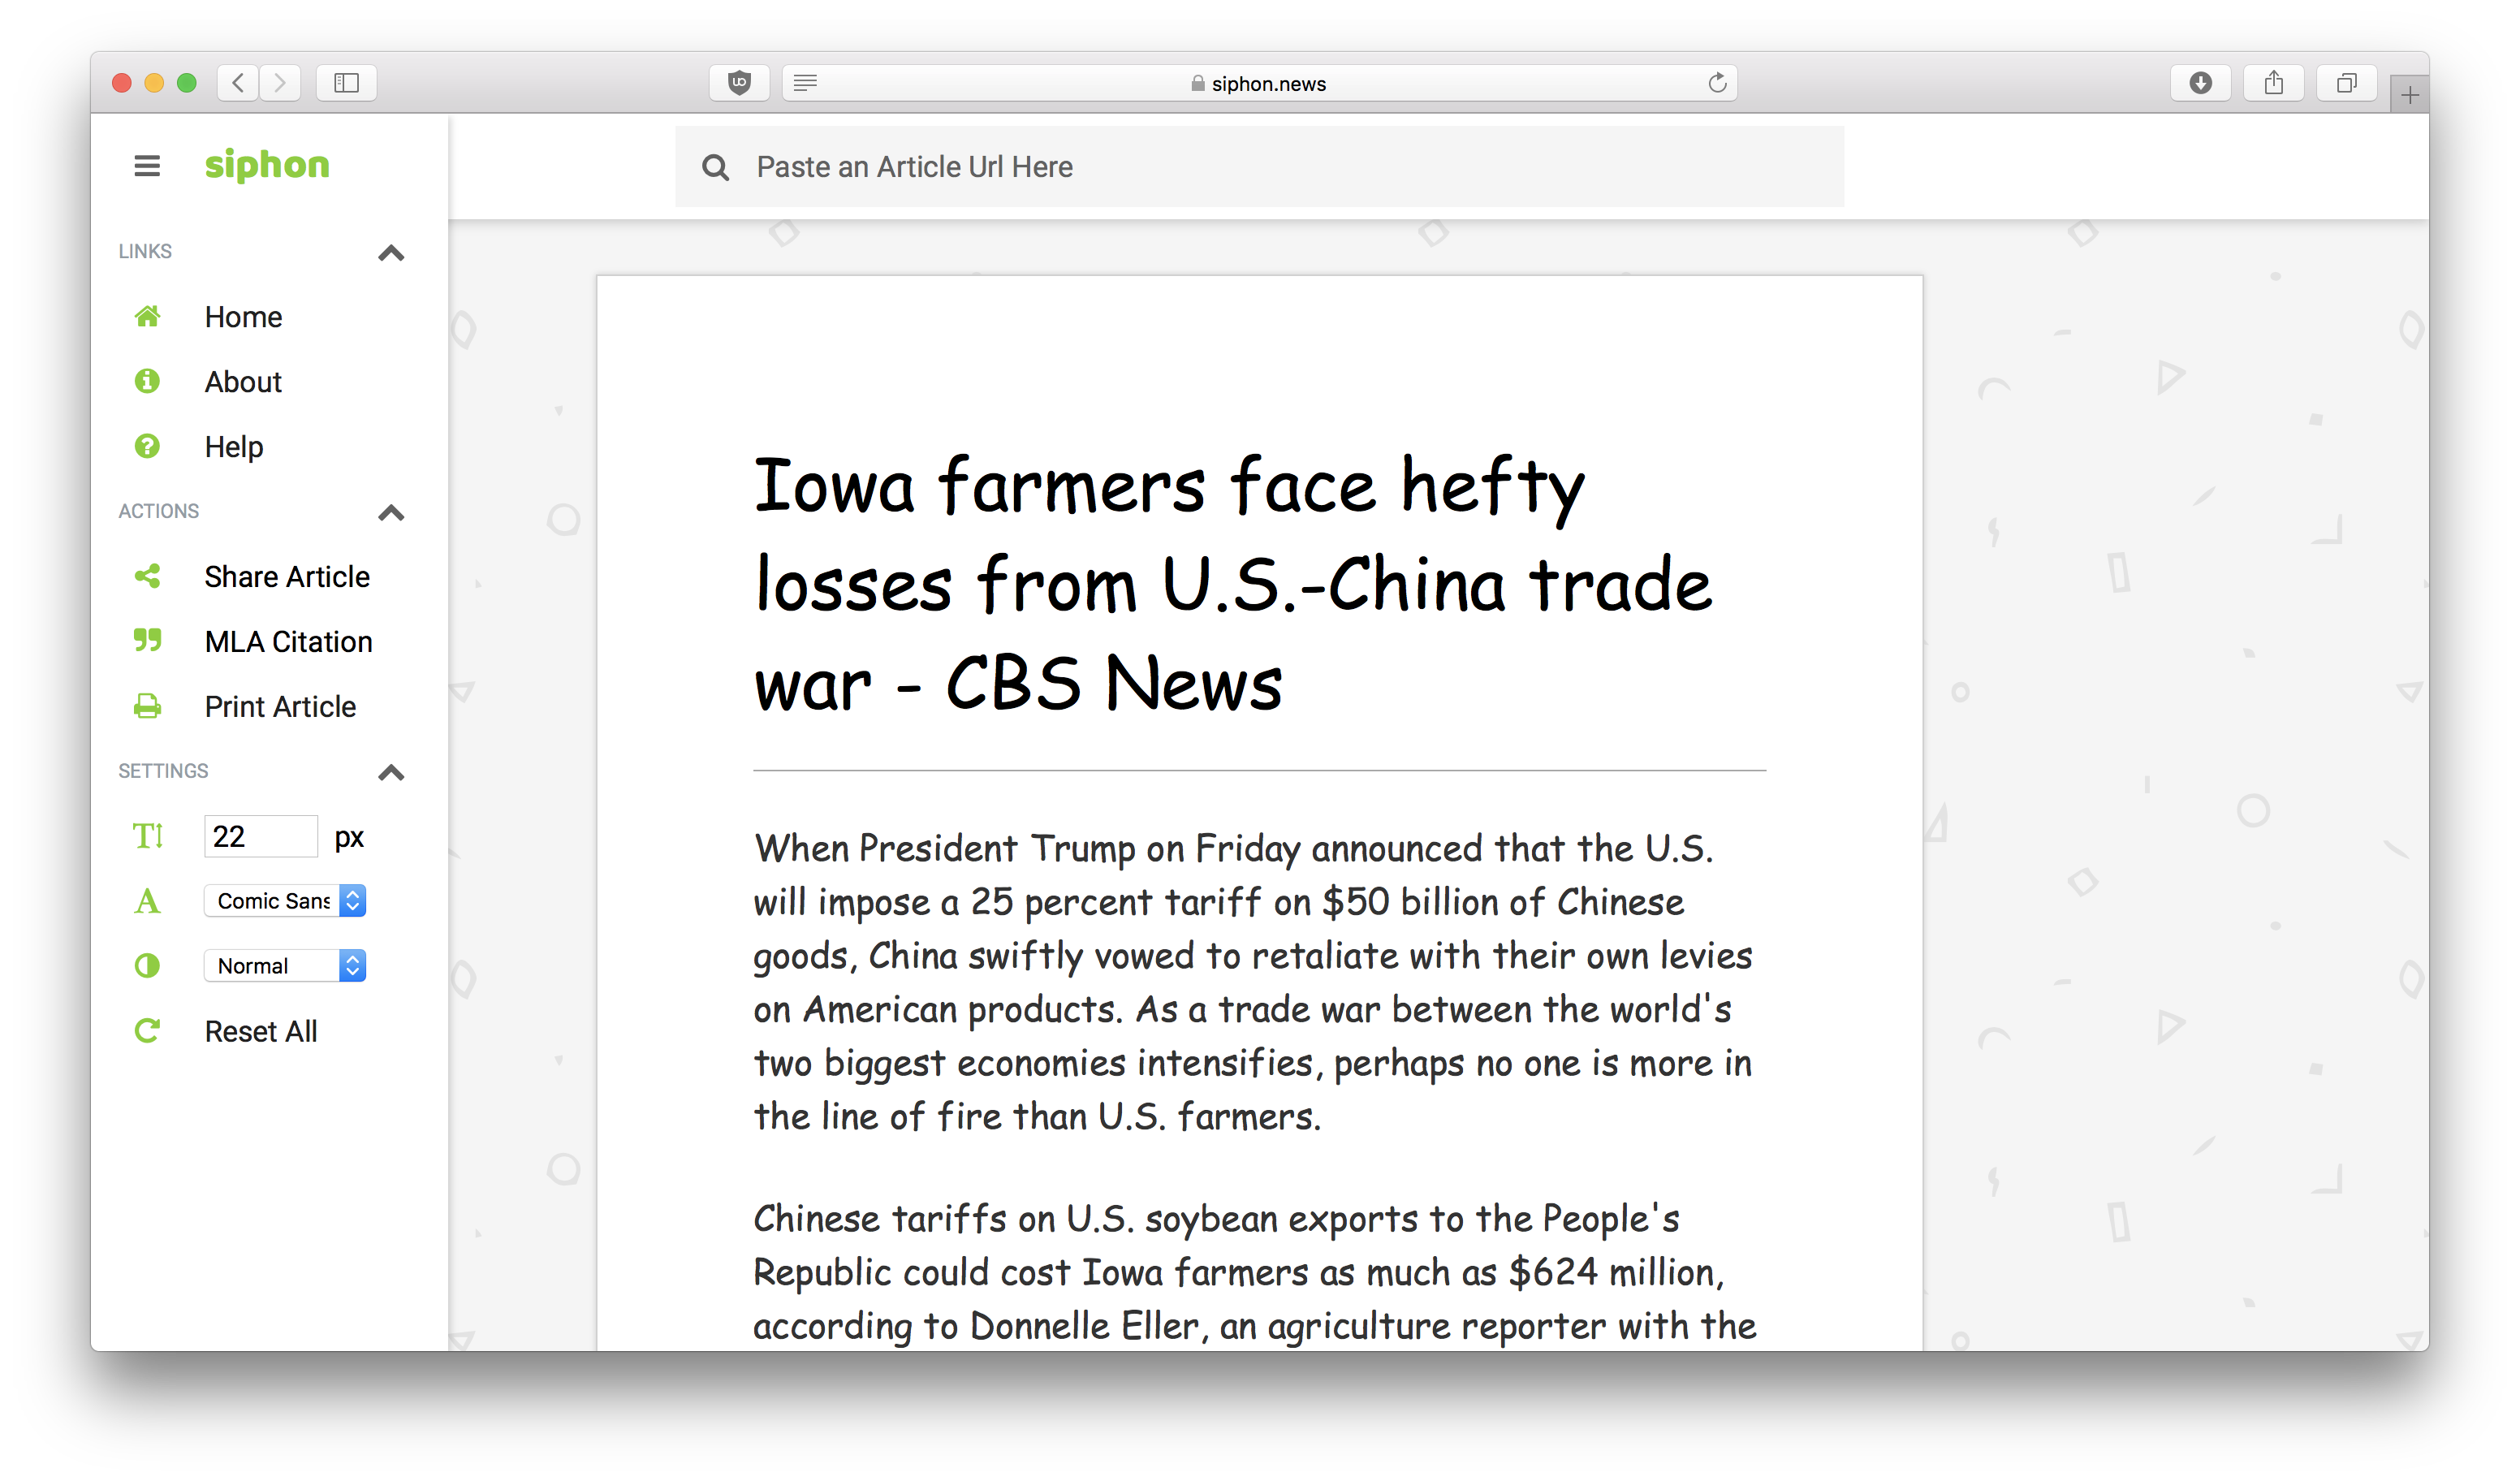 siphon.news
siphon
Paste an Article Url Here
LINKS
Home
About
Help
ACTIONS
Share Article
MLA Citation
Print Article
SETTINGS
22 px
Comic Sans
Normal
Reset All
Iowa farmers face hefty
losses from U.S.-China trade
war - CBS News
When President Trump on Friday announced that the U.S.
will impose a 25 percent tariff on $50 billion of Chinese
goods, China swiftly vowed to retaliate with their own levies
on American products. As a trade war between the world's
two biggest economies intensifies, perhaps no one is more in
the line of fire than U.S. farmers.
Chinese tariffs on U.S. soybean exports to the People's
Republic could cost Iowa farmers as much as $624 million,
according to Donnelle Eller, an agriculture reporter with the